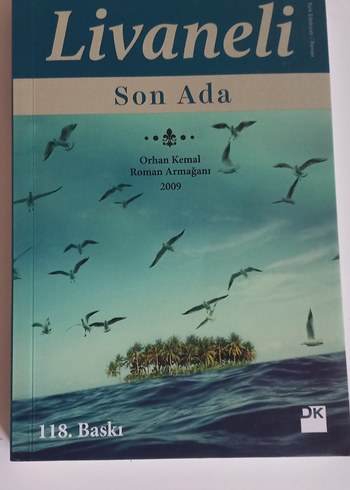 Livaneli
Son Ada
Orhan Kemal
Roman Armağanı
2009
118. Baskı
DK